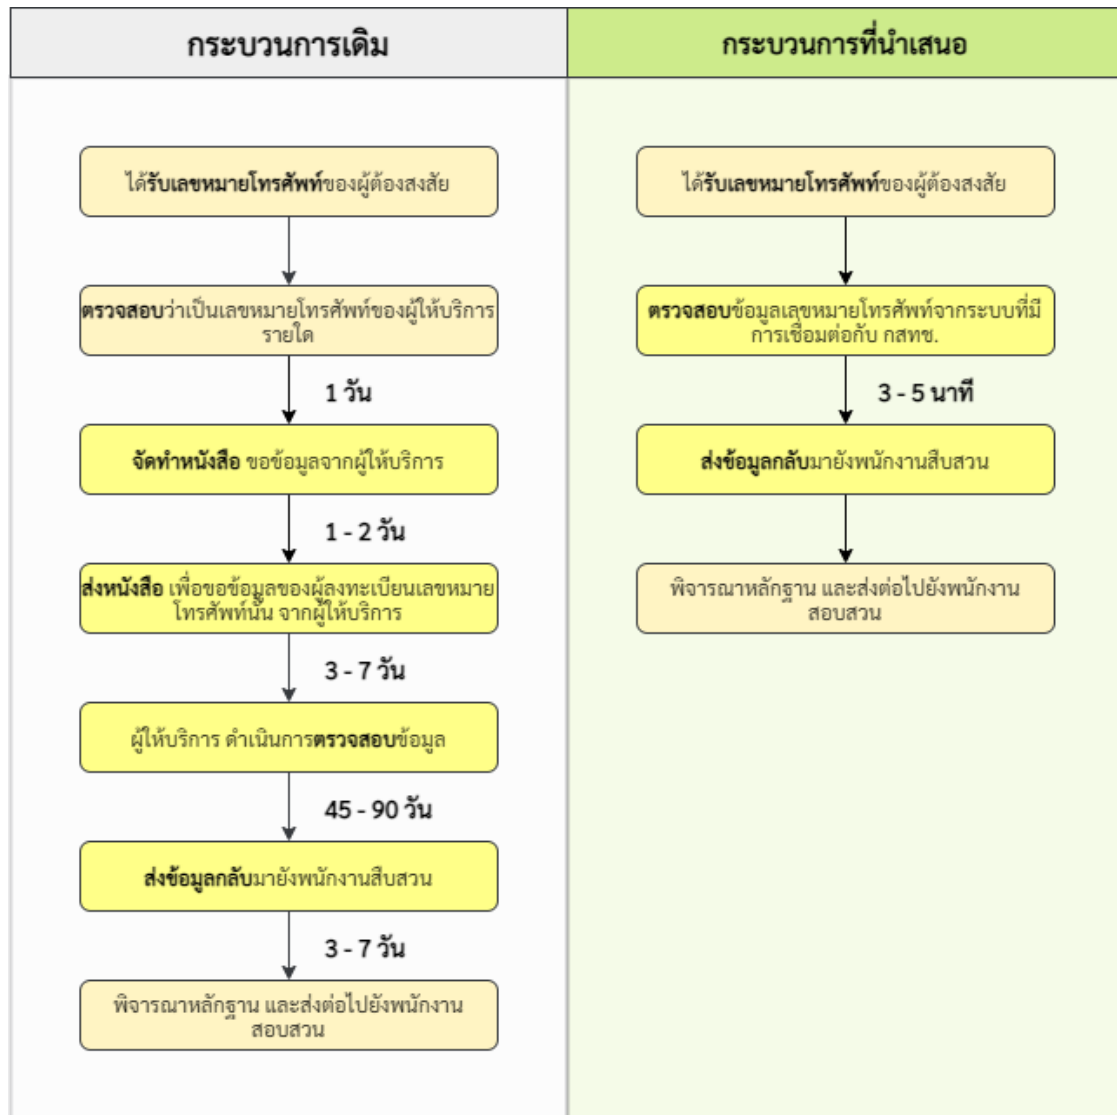 กระบวนการเดิม
ได้รับเลขหมายโทรศัพท์ของผู้ต้องสงสัย
ตรวจสอบว่าเป็นเลขหมายโทรศัพท์ของผู้ให้บริการ
รายใด
1 วัน
จัดทำหนังสือ ขอข้อมูลจากผู้ให้บริการ
1 - 2 วัน
ส่งหนังสือ เพื่อขอข้อมูลของผู้ลงทะเบียนเลขหมาย
โทรศัพท์นั้น จากผู้ให้บริการ
3 - 7 วัน
ผู้ให้บริการ ดำเนินการตรวจสอบข้อมูล
45 - 90 วัน
ส่งข้อมูลกลับมายังพนักงานสืบสวน
3 - 7 วัน
พิจารณาหลักฐาน และส่งต่อไปยังพนักงาน
สอบสวน
กระบวนการที่นำเสนอ
ได้รับเลขหมายโทรศัพท์ของผู้ต้องสงสัย
ตรวจสอบข้อมูลเลขหมายโทรศัพท์จากระบบที่มี
การเชื่อมต่อกับ กสทช.
3 - 5 นาที
ส่งข้อมูลกลับมายังพนักงานสืบสวน
พิจารณาหลักฐาน และส่งต่อไปยังพนักงาน
สอบสวน